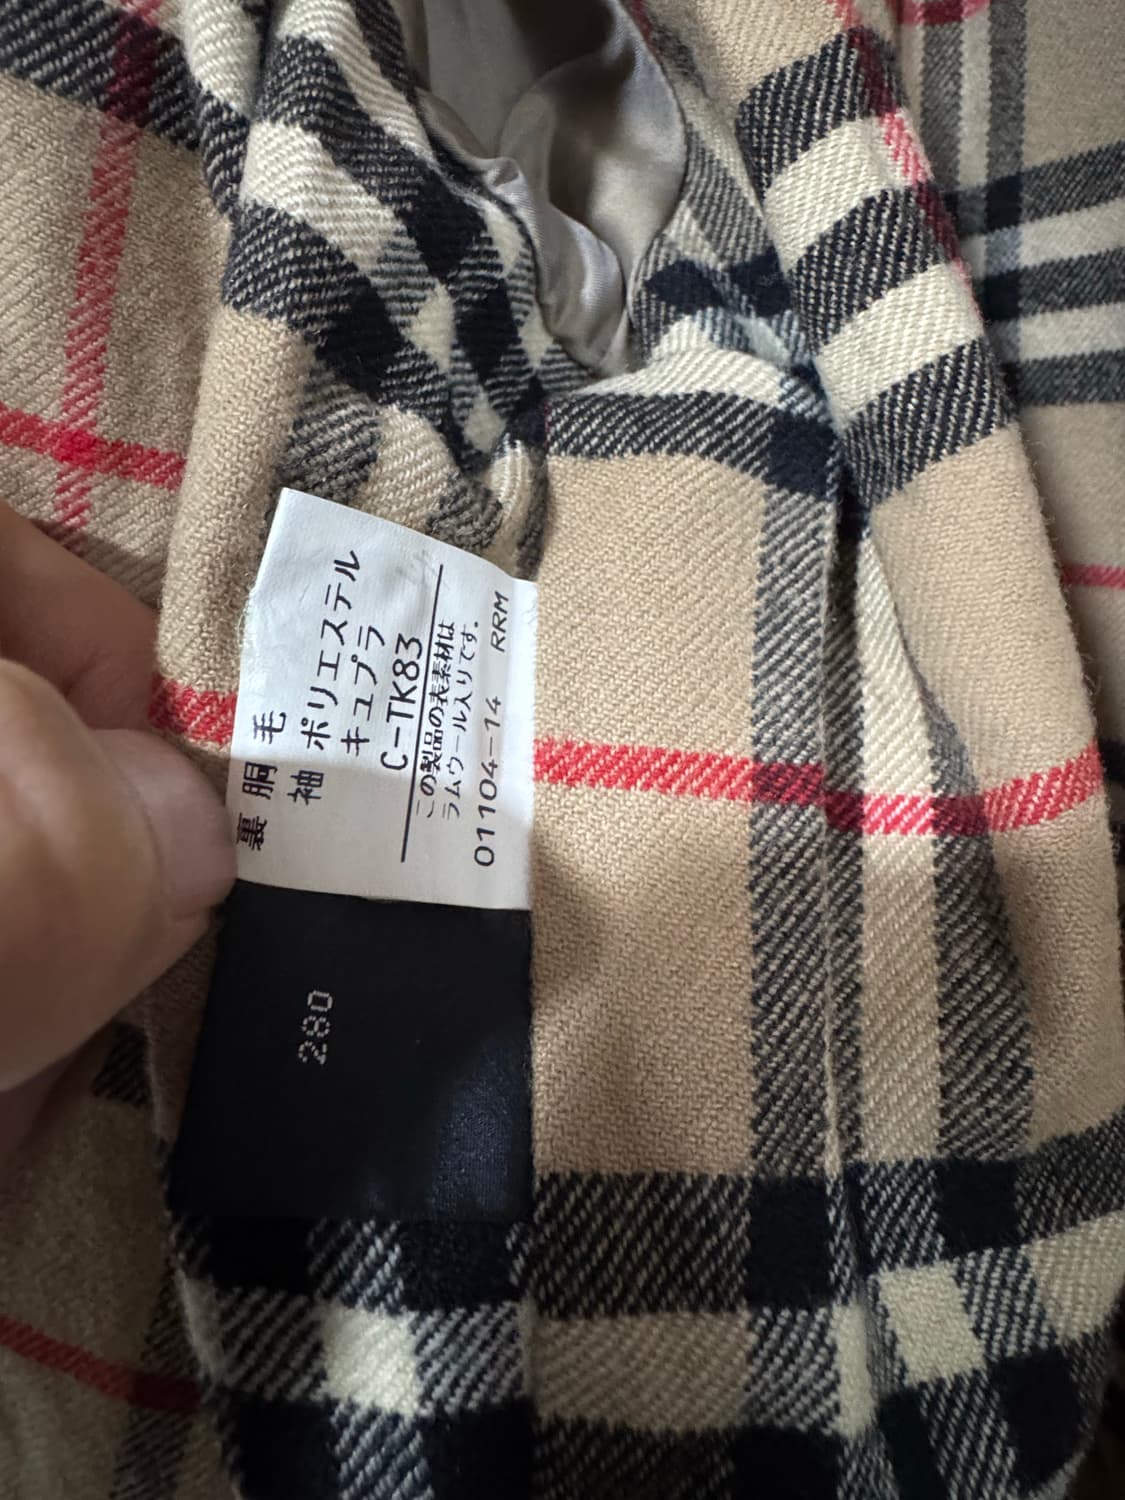 裏 胴 毛
ポリエステル
袖 キュプラ
C-TK83
この製品の表素材は
ラムウール入りです。
01104-14 RRM
280